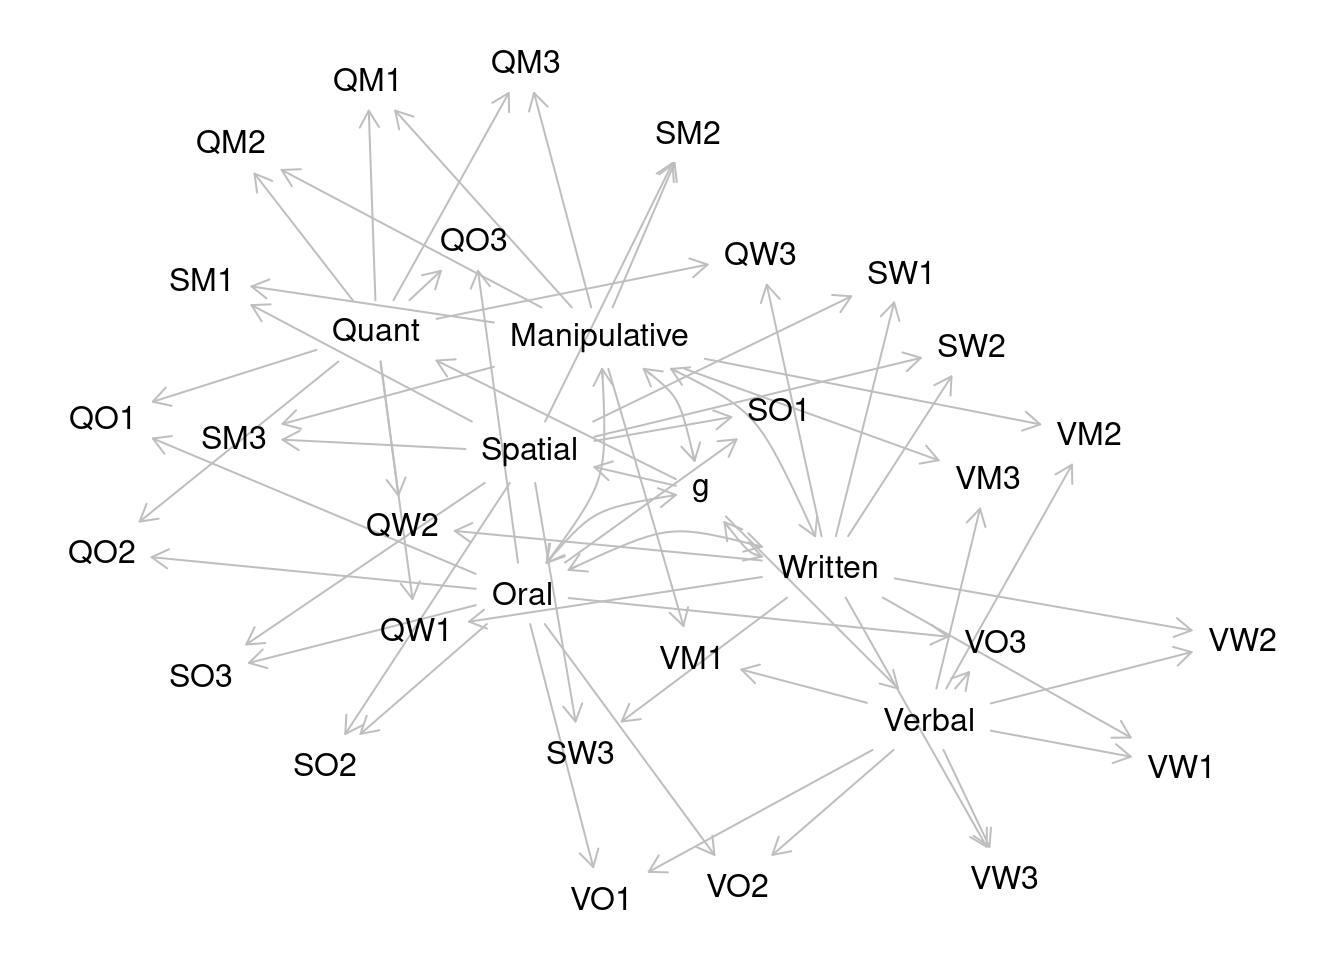 QM3
QM1
SM2
QM2
QO3
QW3
SW1
SM1
Quant
Manipulative
SW2
SO1
QO1
SM3
VM2
Spatial
VM3
g
QW2
QO2
Written
Oral
QW1
VO3
VW2
VM1
SO3
Verbal
SW3
SO2
VW1
VW3
VO2
VO1